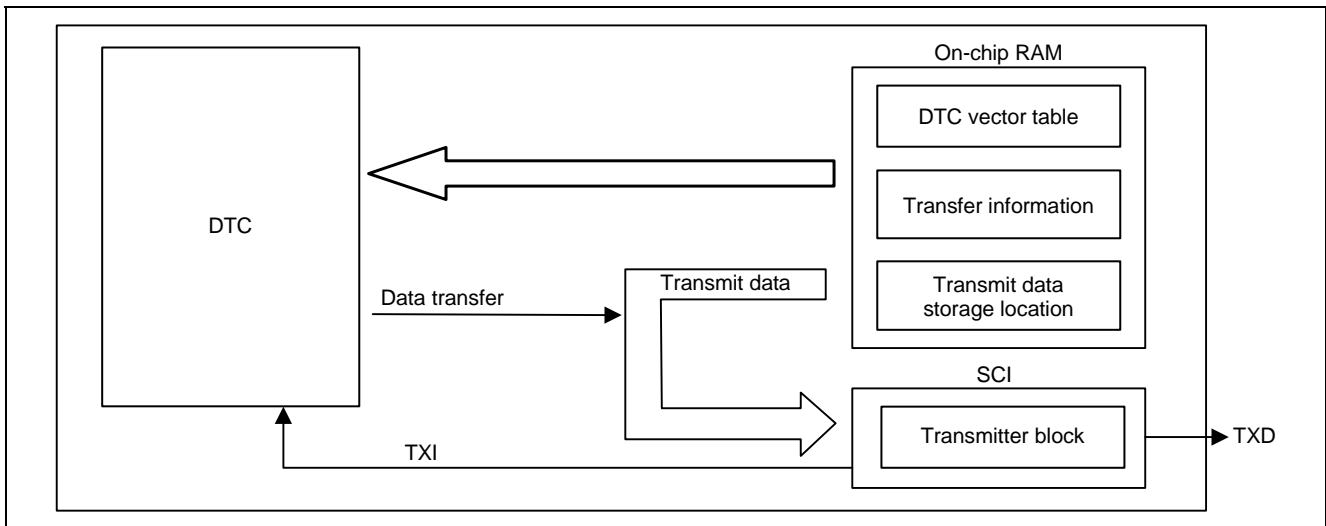 On-chip RAM
DTC vector table
Transfer information
DTC
Transmit data
storage location
Transmit data
Data transfer
SCI
Transmitter block
TXD
TXI